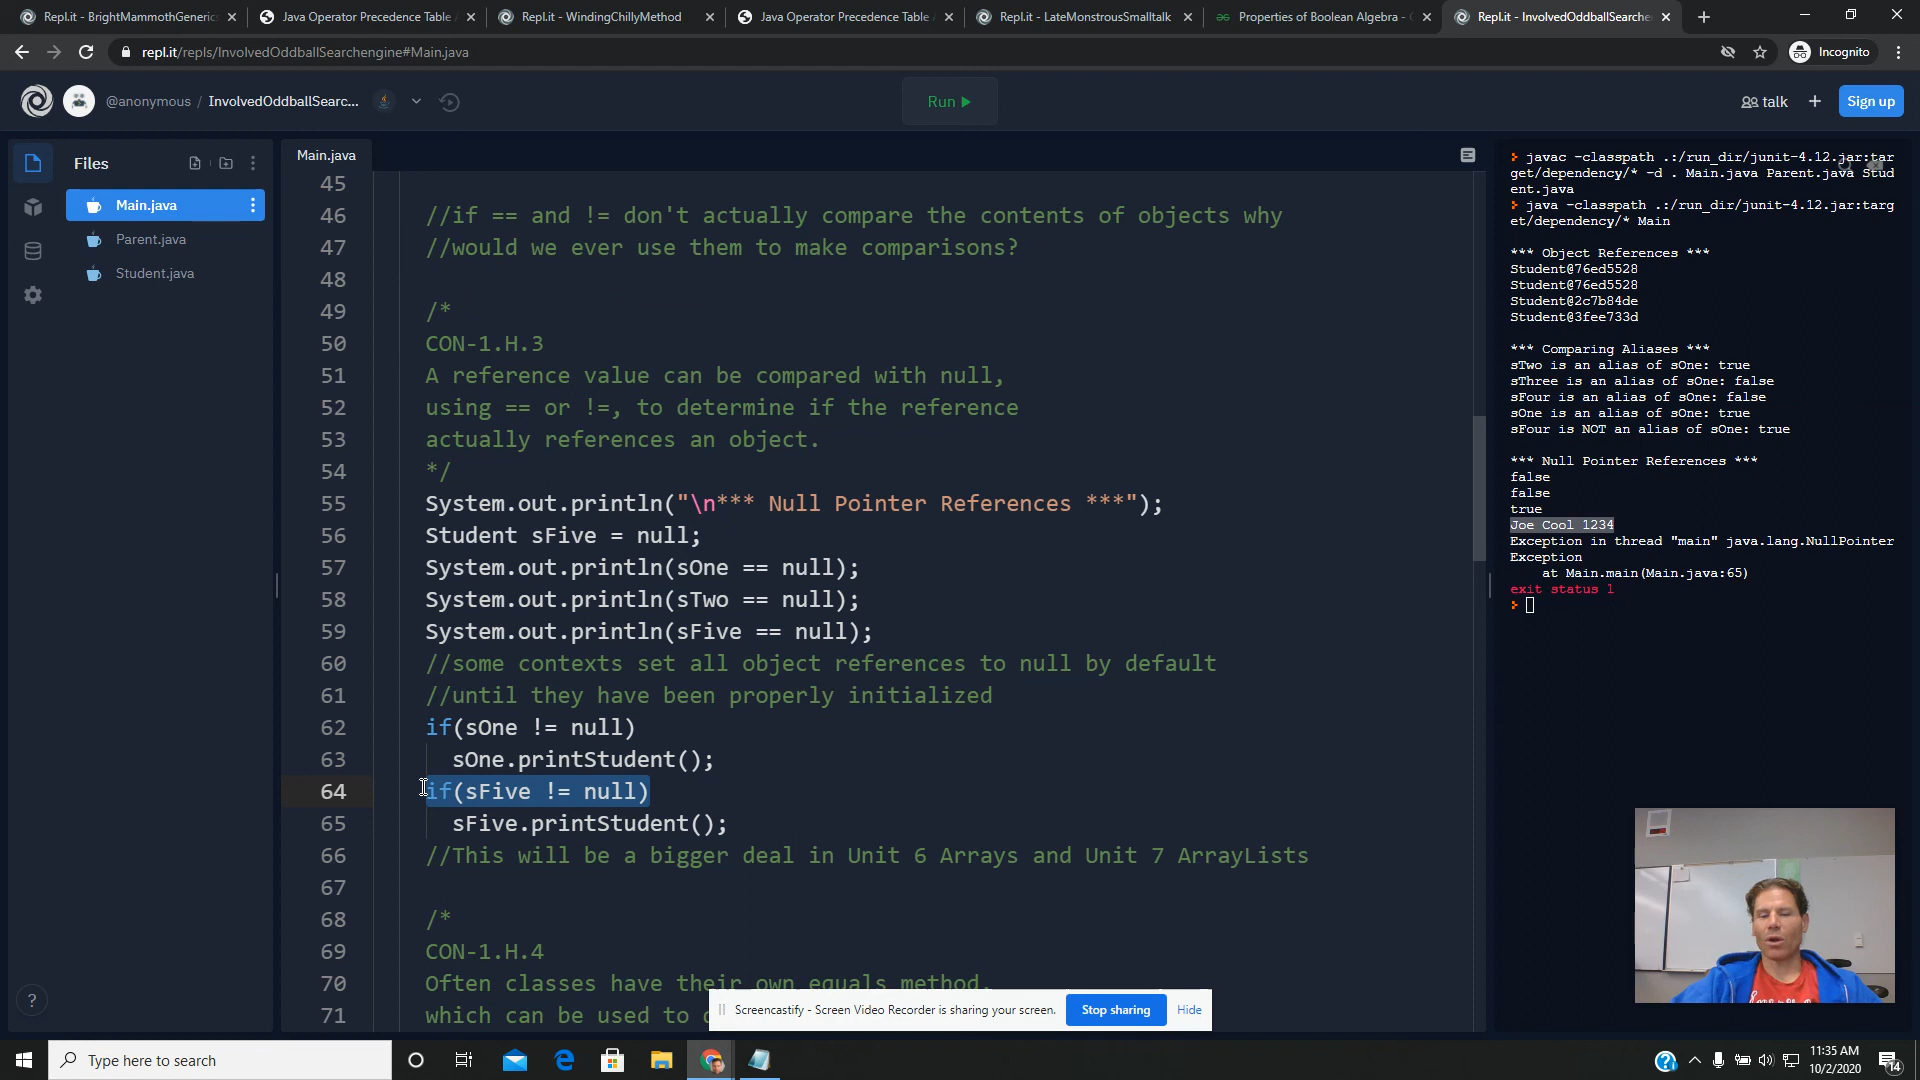 Repl.it - BrightMammothGenerics
Java Operator Precedence Table
Repl.it - WindingChillyMethod
Java Operator Precedence Table
Repl.it - LateMonstrousSmalltalk
Properties of Boolean Algebra -
Repl.it - InvolvedOddballSearche
repl.it/repls/InvolvedOddballSearchengine#Main.java
Incognito
@anonymous / InvolvedOddballSearc...
Run
talk
Sign up
Files
Main.java
Parent.java
Student.java
Main.java
45
46 //if == and != don't actually compare the contents of objects why
47 //would we ever use them to make comparisons?
48
49 /*
50 CON-1.H.3
51 A reference value can be compared with null,
52 using == or !=, to determine if the reference
53 actually references an object.
54 */
55 System.out.println("\n*** Null Pointer References ***");
56 Student sFive = null;
57 System.out.println(sOne == null);
58 System.out.println(sTwo == null);
59 System.out.println(sFive == null);
60 //some contexts set all object references to null by default
61 //until they have been properly initialized
62 if(sOne != null)
63 sOne.printStudent();
64 if(sFive != null)
65 sFive.printStudent();
66 //This will be a bigger deal in Unit 6 Arrays and Unit 7 ArrayLists
67
68 /*
69 CON-1.H.4
70 Often classes have their own equals method,
71 which can be used to
javac -classpath .:/run_dir/junit-4.12.jar:tar
get/dependency/* -d . Main.java Parent.java Stud
ent.java
java -classpath .:/run_dir/junit-4.12.jar:targ
et/dependency/* Main
*** Object References ***
Student@76ed5528
Student@76ed5528
Student@2c7b84de
Student@3fee733d
*** Comparing Aliases ***
sTwo is an alias of sOne: true
sThree is an alias of sOne: false
sFour is an alias of sOne: false
sOne is an alias of sOne: true
sFour is NOT an alias of sOne: true
*** Null Pointer References ***
false
false
true
Joe Cool 1234
Exception in thread "main" java.lang.NullPointer
Exception
at Main.main(Main.java:65)
exit status 1
Screencastify - Screen Video Recorder is sharing your screen.
Stop sharing
Hide
?
Type here to search
11:35 AM
10/2/2020
14